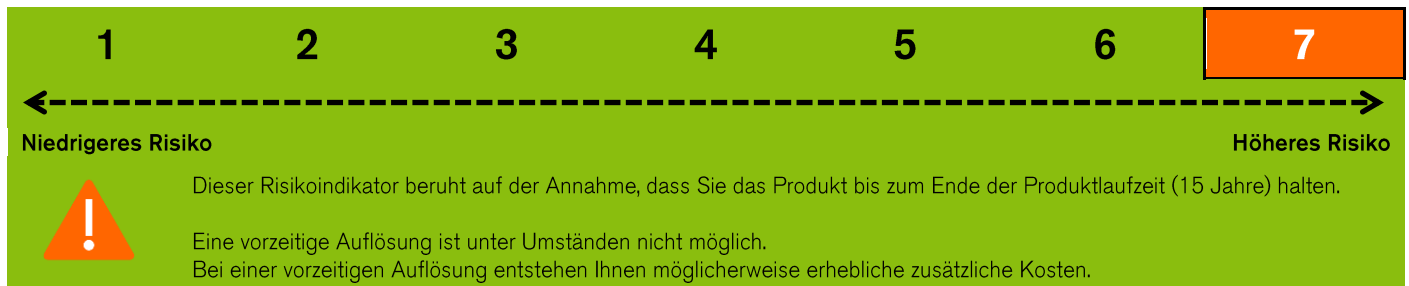 1 2 3 4 5 6 7
Niedrigeres Risiko Höheres Risiko
Dieser Risikoindikator beruht auf der Annahme, dass Sie das Produkt bis zum Ende der Produktlaufzeit (15 Jahre) halten.
Eine vorzeitige Auflösung ist unter Umständen nicht möglich.
Bei einer vorzeitigen Auflösung entstehen Ihnen möglicherweise erhebliche zusätzliche Kosten.